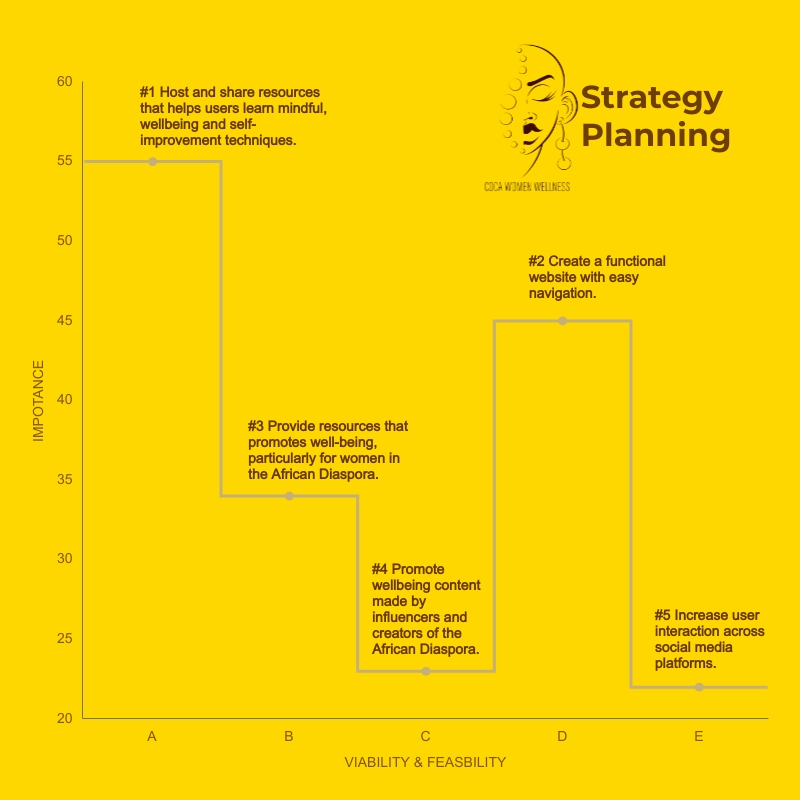 Strategy
Planning
COCA WOMEN WELLNESS
60
55
50
45
40
35
30
25
20
IMPOTANCE
#1 Host and share resources
that helps users learn mindful,
wellbeing and self-
improvement techniques.
#2 Create a functional
website with easy
navigation.
#3 Provide resources that
promotes well-being,
particularly for women in
the African Diaspora.
#4 Promote
wellbeing content
made by
influencers and
creators of the
African Diaspora.
#5 Increase user
interaction across
social media
platforms.
A
B
C
D
E
VIABILITY & FEASBILITY